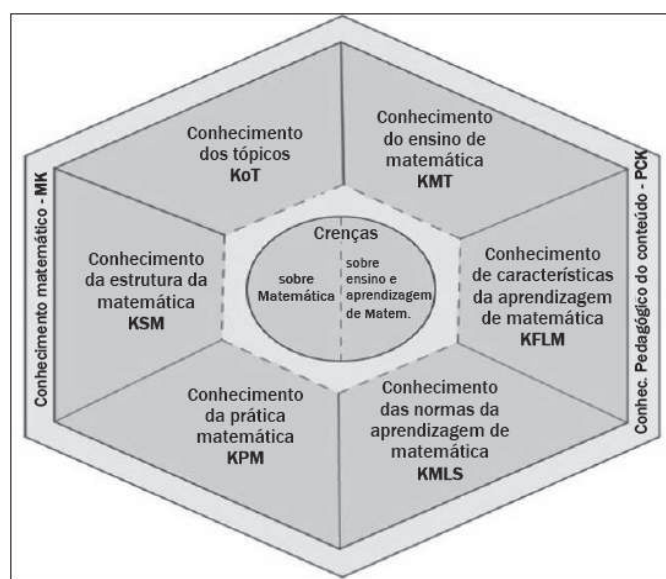 Conhecimento
dos tópicos
KoT
Conhecimento
do ensino de
matemática
KMT
Conhecimento matemático - MK
Conhec. Pedagógico do conteúdo - PCK
Conhecimento
da estrutura da
matemática
KSM
Crenças
sobre
Matemática
sobre
ensino e
aprendizagem
de Matem.
Conhecimento
de características
da aprendizagem
de matemática
KFLM
Conhecimento
da prática
matemática
KPM
Conhecimento
das normas da
aprendizagem de
matemática
KMLS